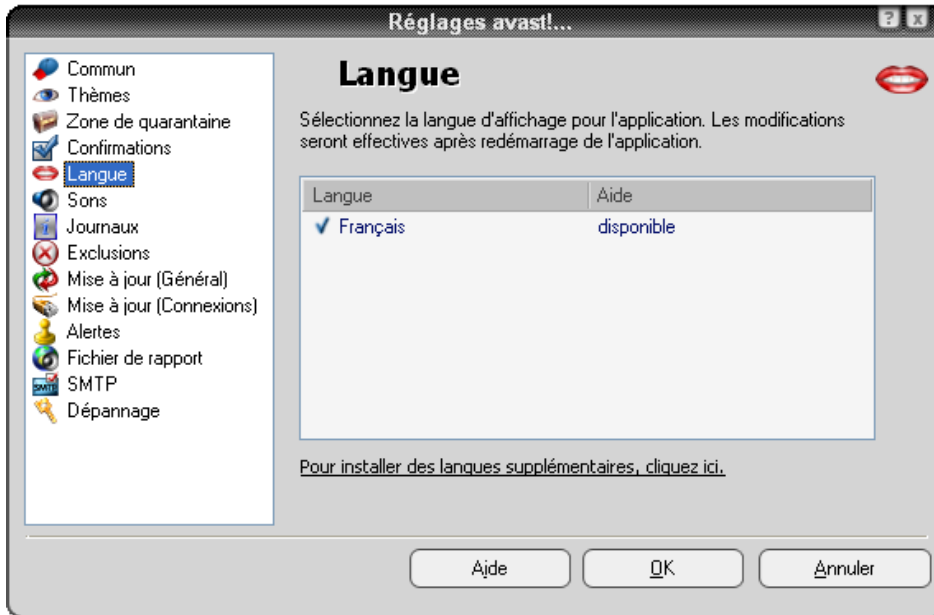 Réglages avast!...
Commun
Thèmes
Zone de quarantaine
Confirmations
Langue
Sons
Journaux
Exclusions
Mise à jour (Général)
Mise à jour (Connexions)
Alertes
Fichier de rapport
SMTP
Dépannage
Langue
Sélectionnez la langue d'affichage pour l'application. Les modifications
seront effectives après redémarrage de l'application.
Langue Aide
Français disponible
Pour installer des langues supplémentaires, cliquez ici.
Aide OK Annuler